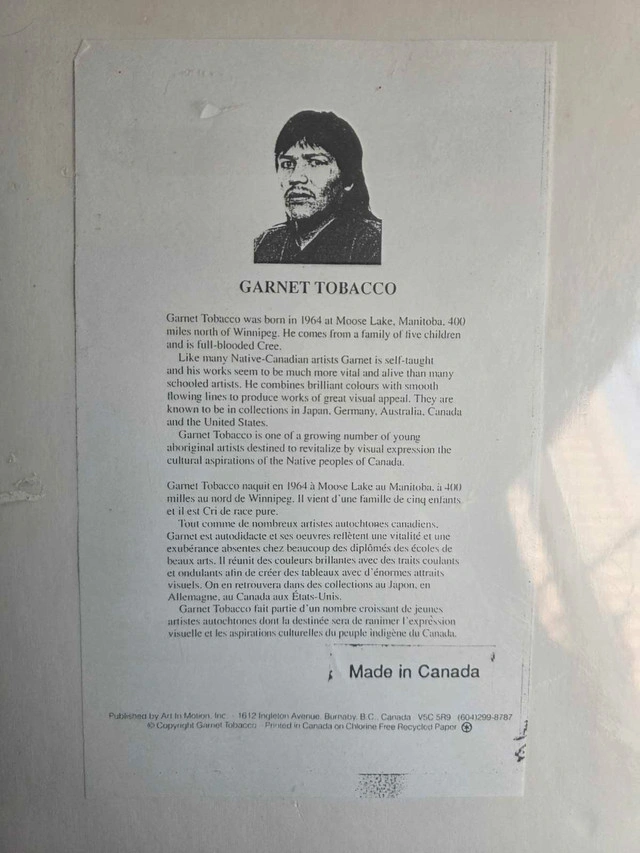 GARNET TOBACCO
Garnet Tobacco was born in 1964 at Moose Lake, Manitoba, 400
miles north of Winnipeg. He comes from a family of five children
and is full-blooded Cree.
Like many Native-Canadian artists Garnet is self-taught
and his works seem to be much more vital and alive than many
schooled artists. He combines brilliant colours with smooth
flowing lines to produce works of great visual appeal. They are
known to be in collections in Japan, Germany, Australia, Canada
and the United States.
Garnet Tobacco is one of a growing number of young
aboriginal artists destined to revitalize by visual expression the
cultural aspirations of the Native peoples of Canada.
Garnet Tobacco naquit en 1964 à Moose Lake au Manitoba, à 400
milles au nord de Winnipeg. Il vient d'une famille de cinq enfants
et il est Cri de race pure.
Tout comme de nombreux artistes autochtones canadiens,
Garnet est autodidacte et ses oeuvres reflètent une vitalité et une
exubérance absentes chez beaucoup des diplômés des écoles de
beaux arts. Il réunit des couleurs brillantes avec des traits coulants
et ondulants afin de créer des tableaux avec d'énormes attraits
visuels. On en retrouvera dans des collections au Japon, en
Allemagne, au Canada aux États-Unis.
Garnet Tobacco fait partie d'un nombre croissant de jeunes
artistes autochtones dont la destinée sera de ranimer l'expression
visuelle et les aspirations culturelles du peuple indigène du Canada.
Made in Canada
Published by Art In Motion, Inc. · 1612 Ingleton Avenue, Burnaby, B.C., Canada V5C 5R9 (604)299-8787
© Copyright Garnet Tobacco · Printed in Canada on Chlorine Free Recycled Paper